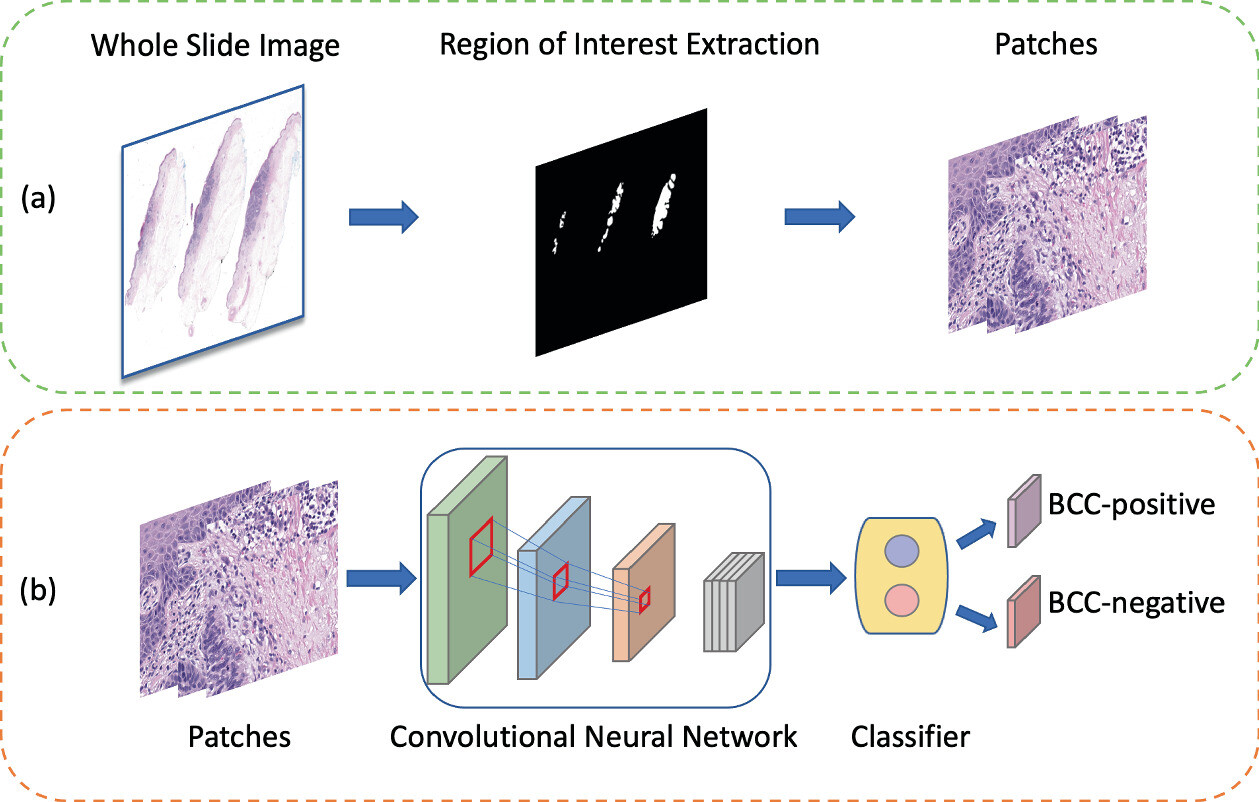 Whole Slide Image
Region of Interest Extraction
Patches
(a)
(b)
BCC-positive
BCC-negative
Patches
Convolutional Neural Network
Classifier